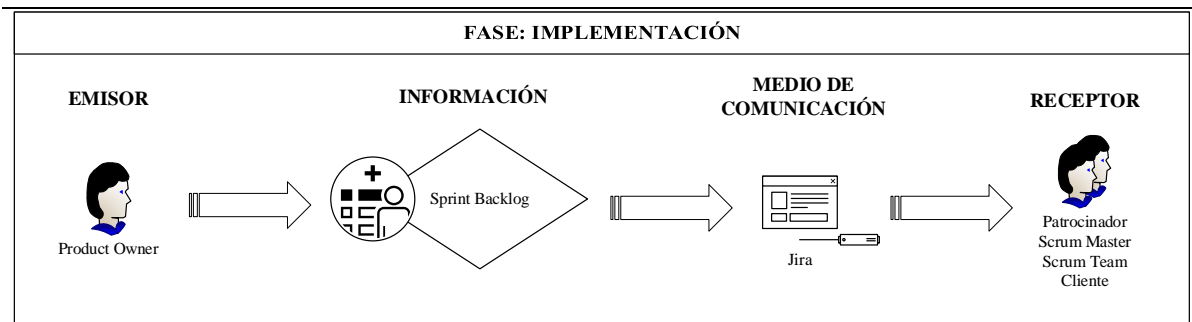 FASE: IMPLEMENTACIÓN
EMISOR
INFORMACIÓN
MEDIO DE
COMUNICACIÓN
RECEPTOR
Product Owner
Sprint Backlog
Jira
Patrocinador
Scrum Master
Scrum Team
Cliente